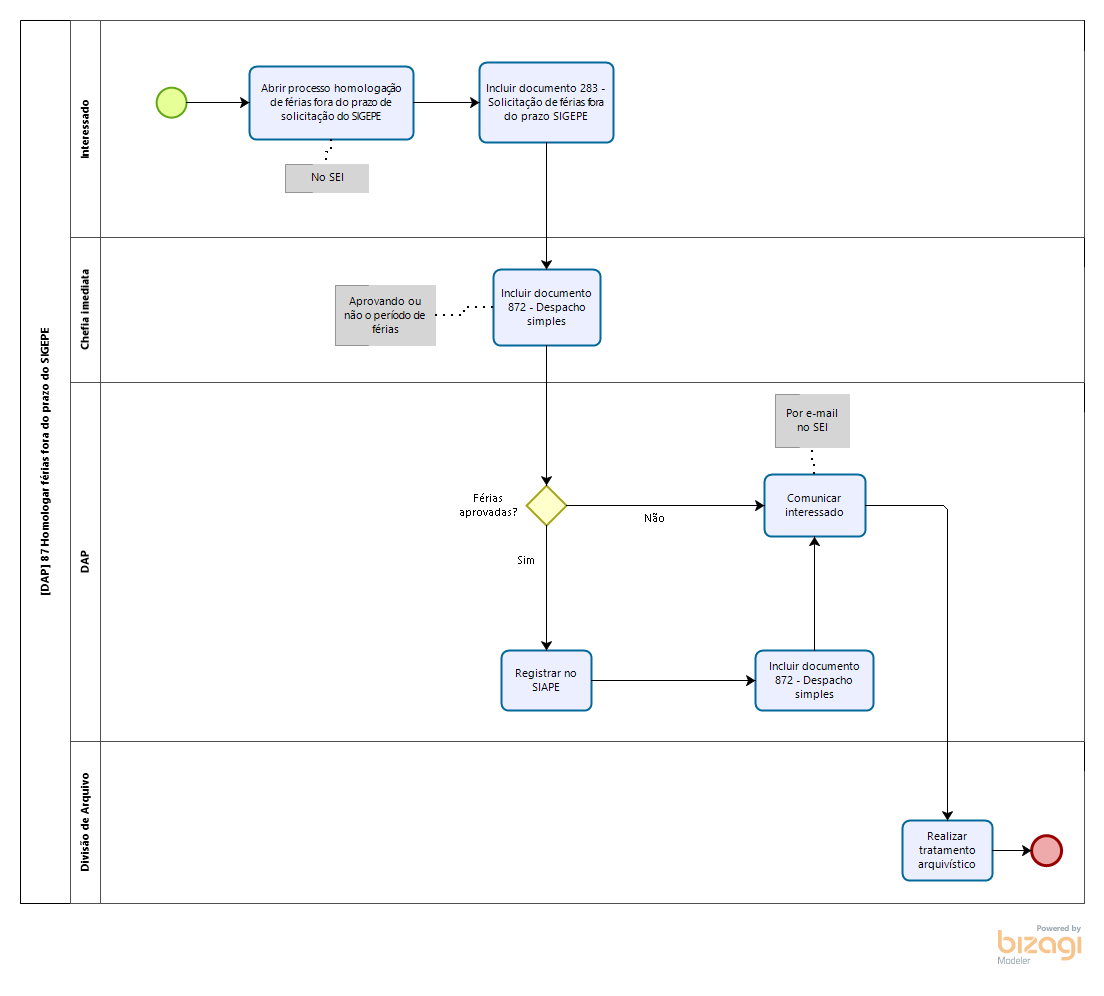 [DAP] 87 Homologar férias fora do prazo do SIGEPE
Interessado
Abrir processo homologação
de férias fora do prazo de
solicitação do SIGEPE
Incluir documento 283 -
Solicitação de férias fora
do prazo SIGEPE
No SEI
Chefia imediata
Incluir documento
872 - Despacho
simples
Aprovando ou
não o período de
férias
DAP
Por e-mail
no SEI
Férias
aprovadas?
Não
Comunicar
interessado
Sim
Registrar no
SIAPE
Incluir documento
872 - Despacho
simples
Divisão de Arquivo
Realizar
tratamento
arquivístico
Powered by
bizagi
Modeler